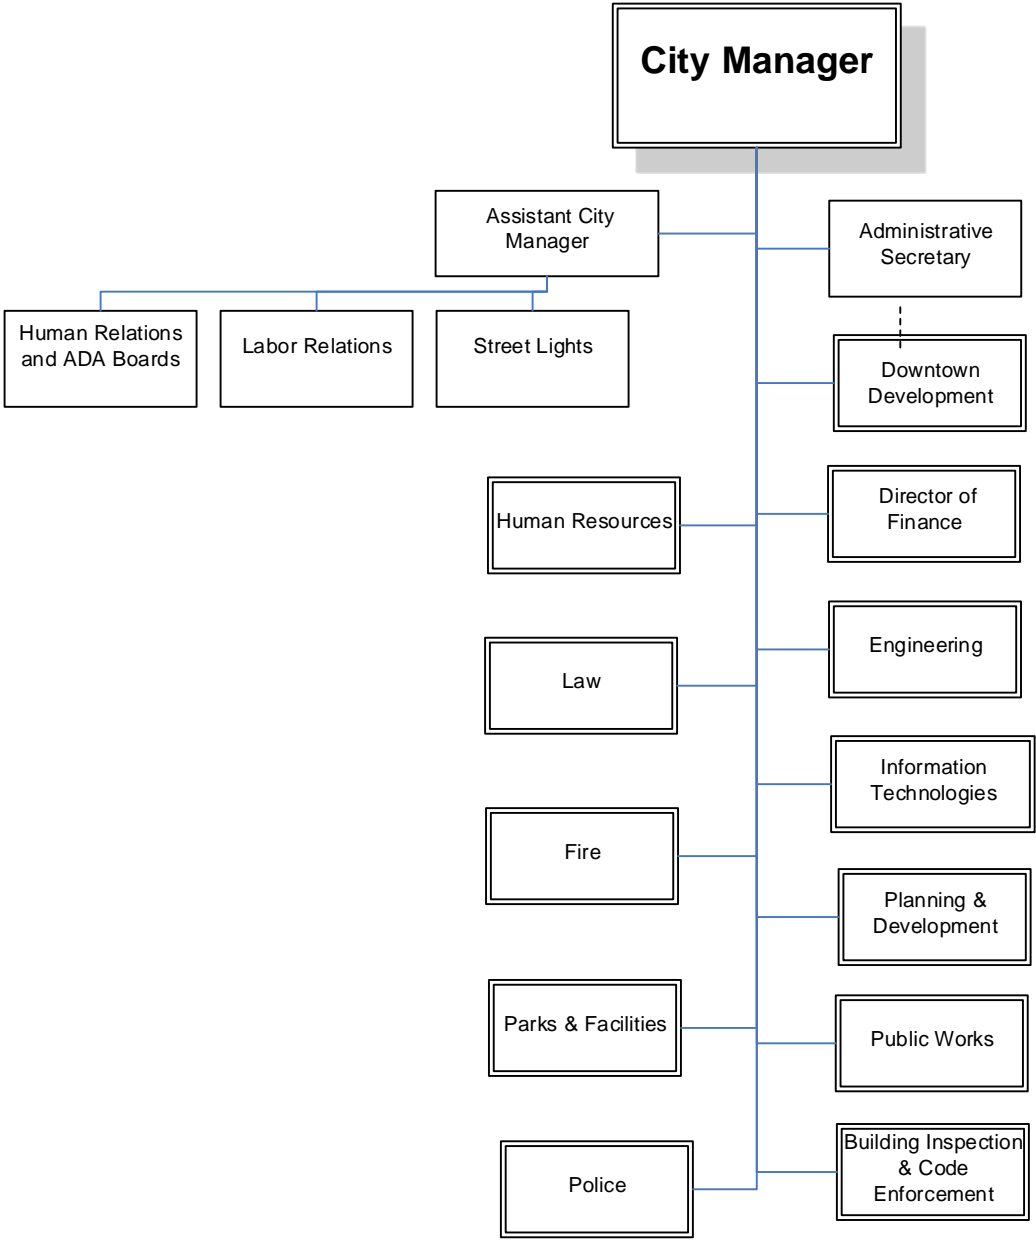 City Manager
Assistant City
Manager
Administrative
Secretary
Human Relations
and ADA Boards
Labor Relations
Street Lights
Downtown
Development
Human Resources
Director of
Finance
Law
Engineering
Fire
Information
Technologies
Parks & Facilities
Planning &
Development
Public Works
Police
Building Inspection
& Code
Enforcement